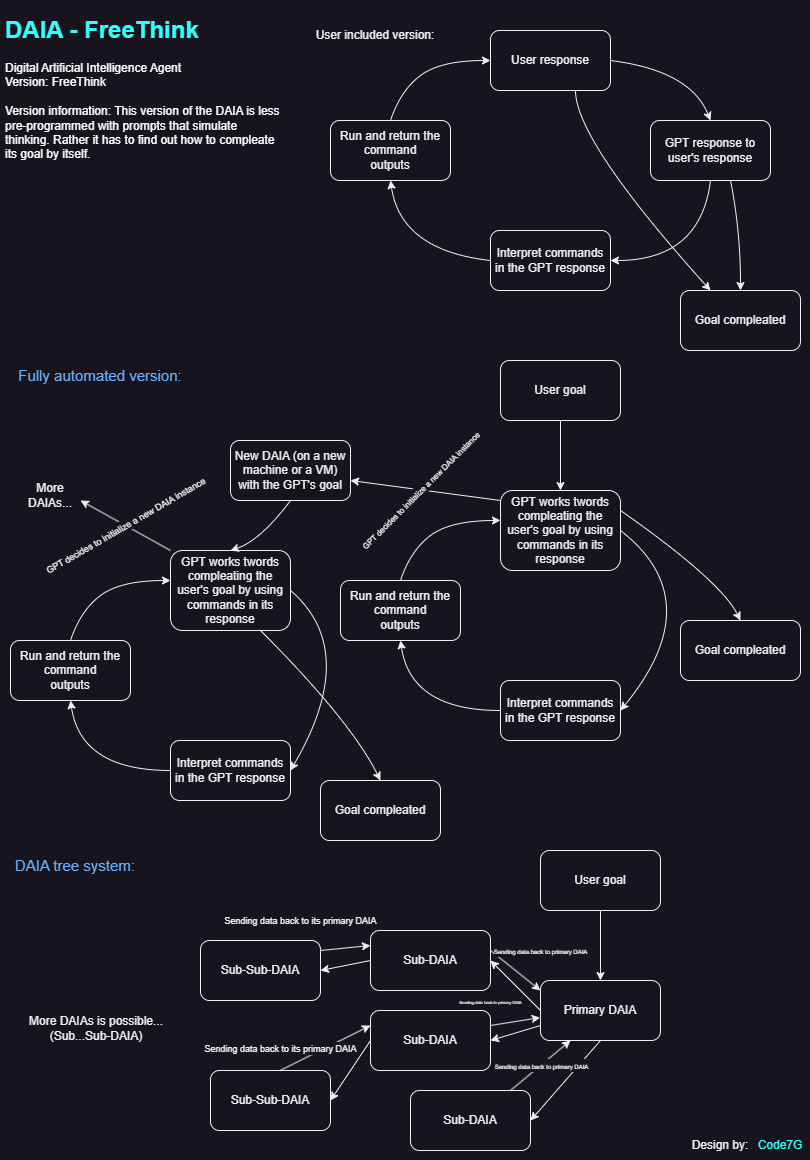 DAIA - FreeThink
Digital Artificial Intelligence Agent
Version: FreeThink
Version information: This version of the DAIA is less
pre-programmed with prompts that simulate
thinking. Rather it has to find out how to compleate
its goal by itself.
User included version:
User response
Run and return the
command
outputs
GPT response to
user's response
Interpret commands
in the GPT response
Goal compleated
Fully automated version:
User goal
New DAIA (on a new
machine or a VM)
with the GPT's goal
GPT decides to initialize a new DAIA instance
More
DAIAs...
GPT decides to initialize a new DAIA instance
GPT works twords
compleating the
user's goal by using
commands in its
response
GPT works twords
compleating the
user's goal by using
commands in its
response
Run and return the
command
outputs
Run and return the
command
outputs
Goal compleated
Interpret commands
in the GPT response
Interpret commands
in the GPT response
Goal compleated
DAIA tree system:
User goal
Sending data back to its primary DAIA
Sub-Sub-DAIA
Sub-DAIA
Sending data back to primary DAIA
Sending data back to primary DAIA
Primary DAIA
More DAIAs is possible...
(Sub...Sub-DAIA)
Sub-DAIA
Sending data back to its primary DAIA
Sending data back to primary DAIA
Sub-Sub-DAIA
Sub-DAIA
Design by: Code7G